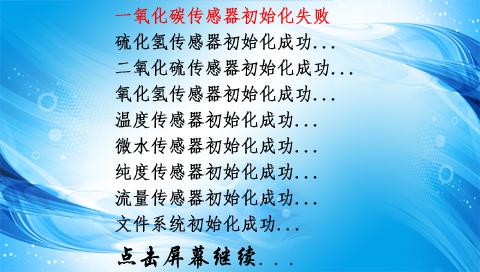 一氧化碳传感器初始化失败
硫化氢传感器初始化成功...
二氧化硫传感器初始化成功...
氧化氢传感器初始化成功...
温度传感器初始化成功...
微水传感器初始化成功...
纯度传感器初始化成功...
流量传感器初始化成功...
文件系统初始化成功...
点击屏幕继续...